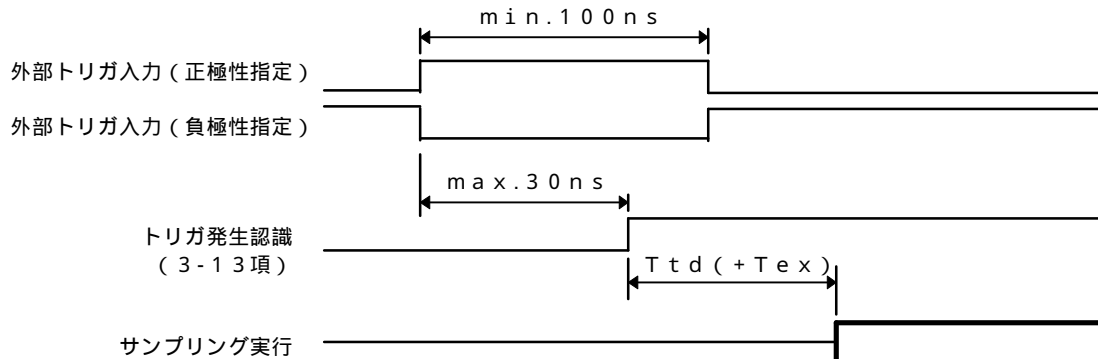 min.100ns
外部トリガ入力(正極性指定)
外部トリガ入力(負極性指定)
max.30ns
トリガ発生認識
(3-13項)
Ttd(+Tex)
サンプリング実行